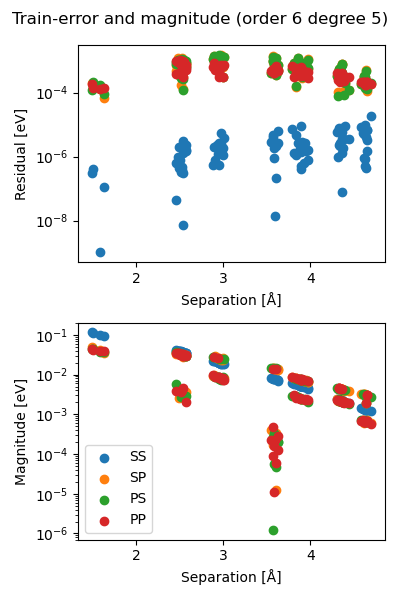 Train-error and magnitude (order 6 degree 5)
Residual [eV]
10⁻⁴
10⁻⁶
10⁻⁸
2
3
4
Separation [Å]
Magnitude [eV]
10⁻¹
10⁻²
10⁻³
10⁻⁴
10⁻⁵
10⁻⁶
SS
SP
PS
PP
2
3
4
Separation [Å]